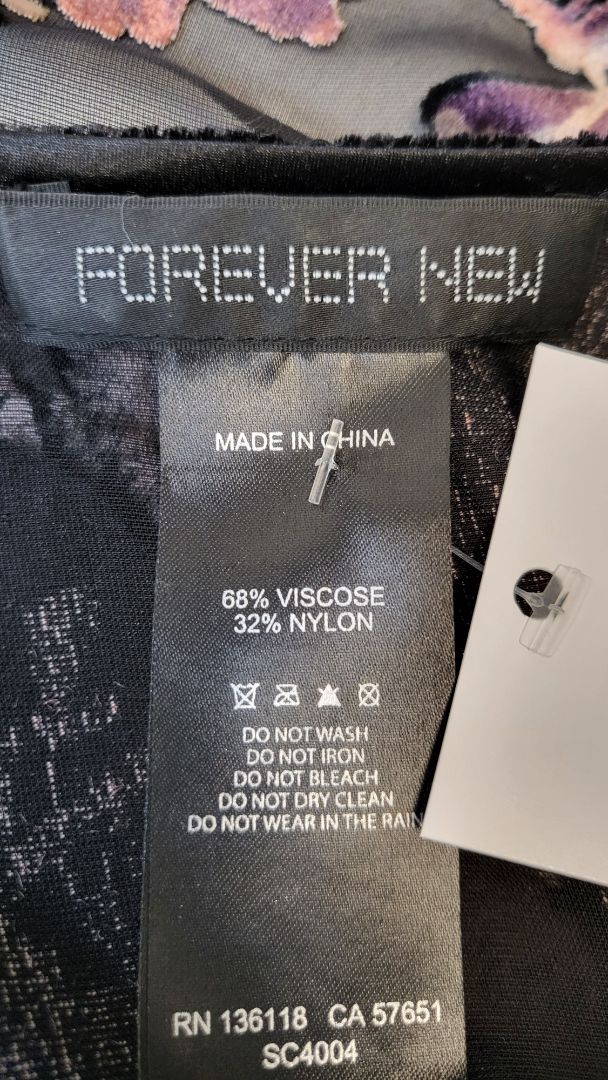 FOREVER NEW
MADE IN CHINA
68% VISCOSE
32% NYLON
DO NOT WASH
DO NOT IRON
DO NOT BLEACH
DO NOT DRY CLEAN
DO NOT WEAR IN THE RAIN
RN 136118 CA 57651
SC4004